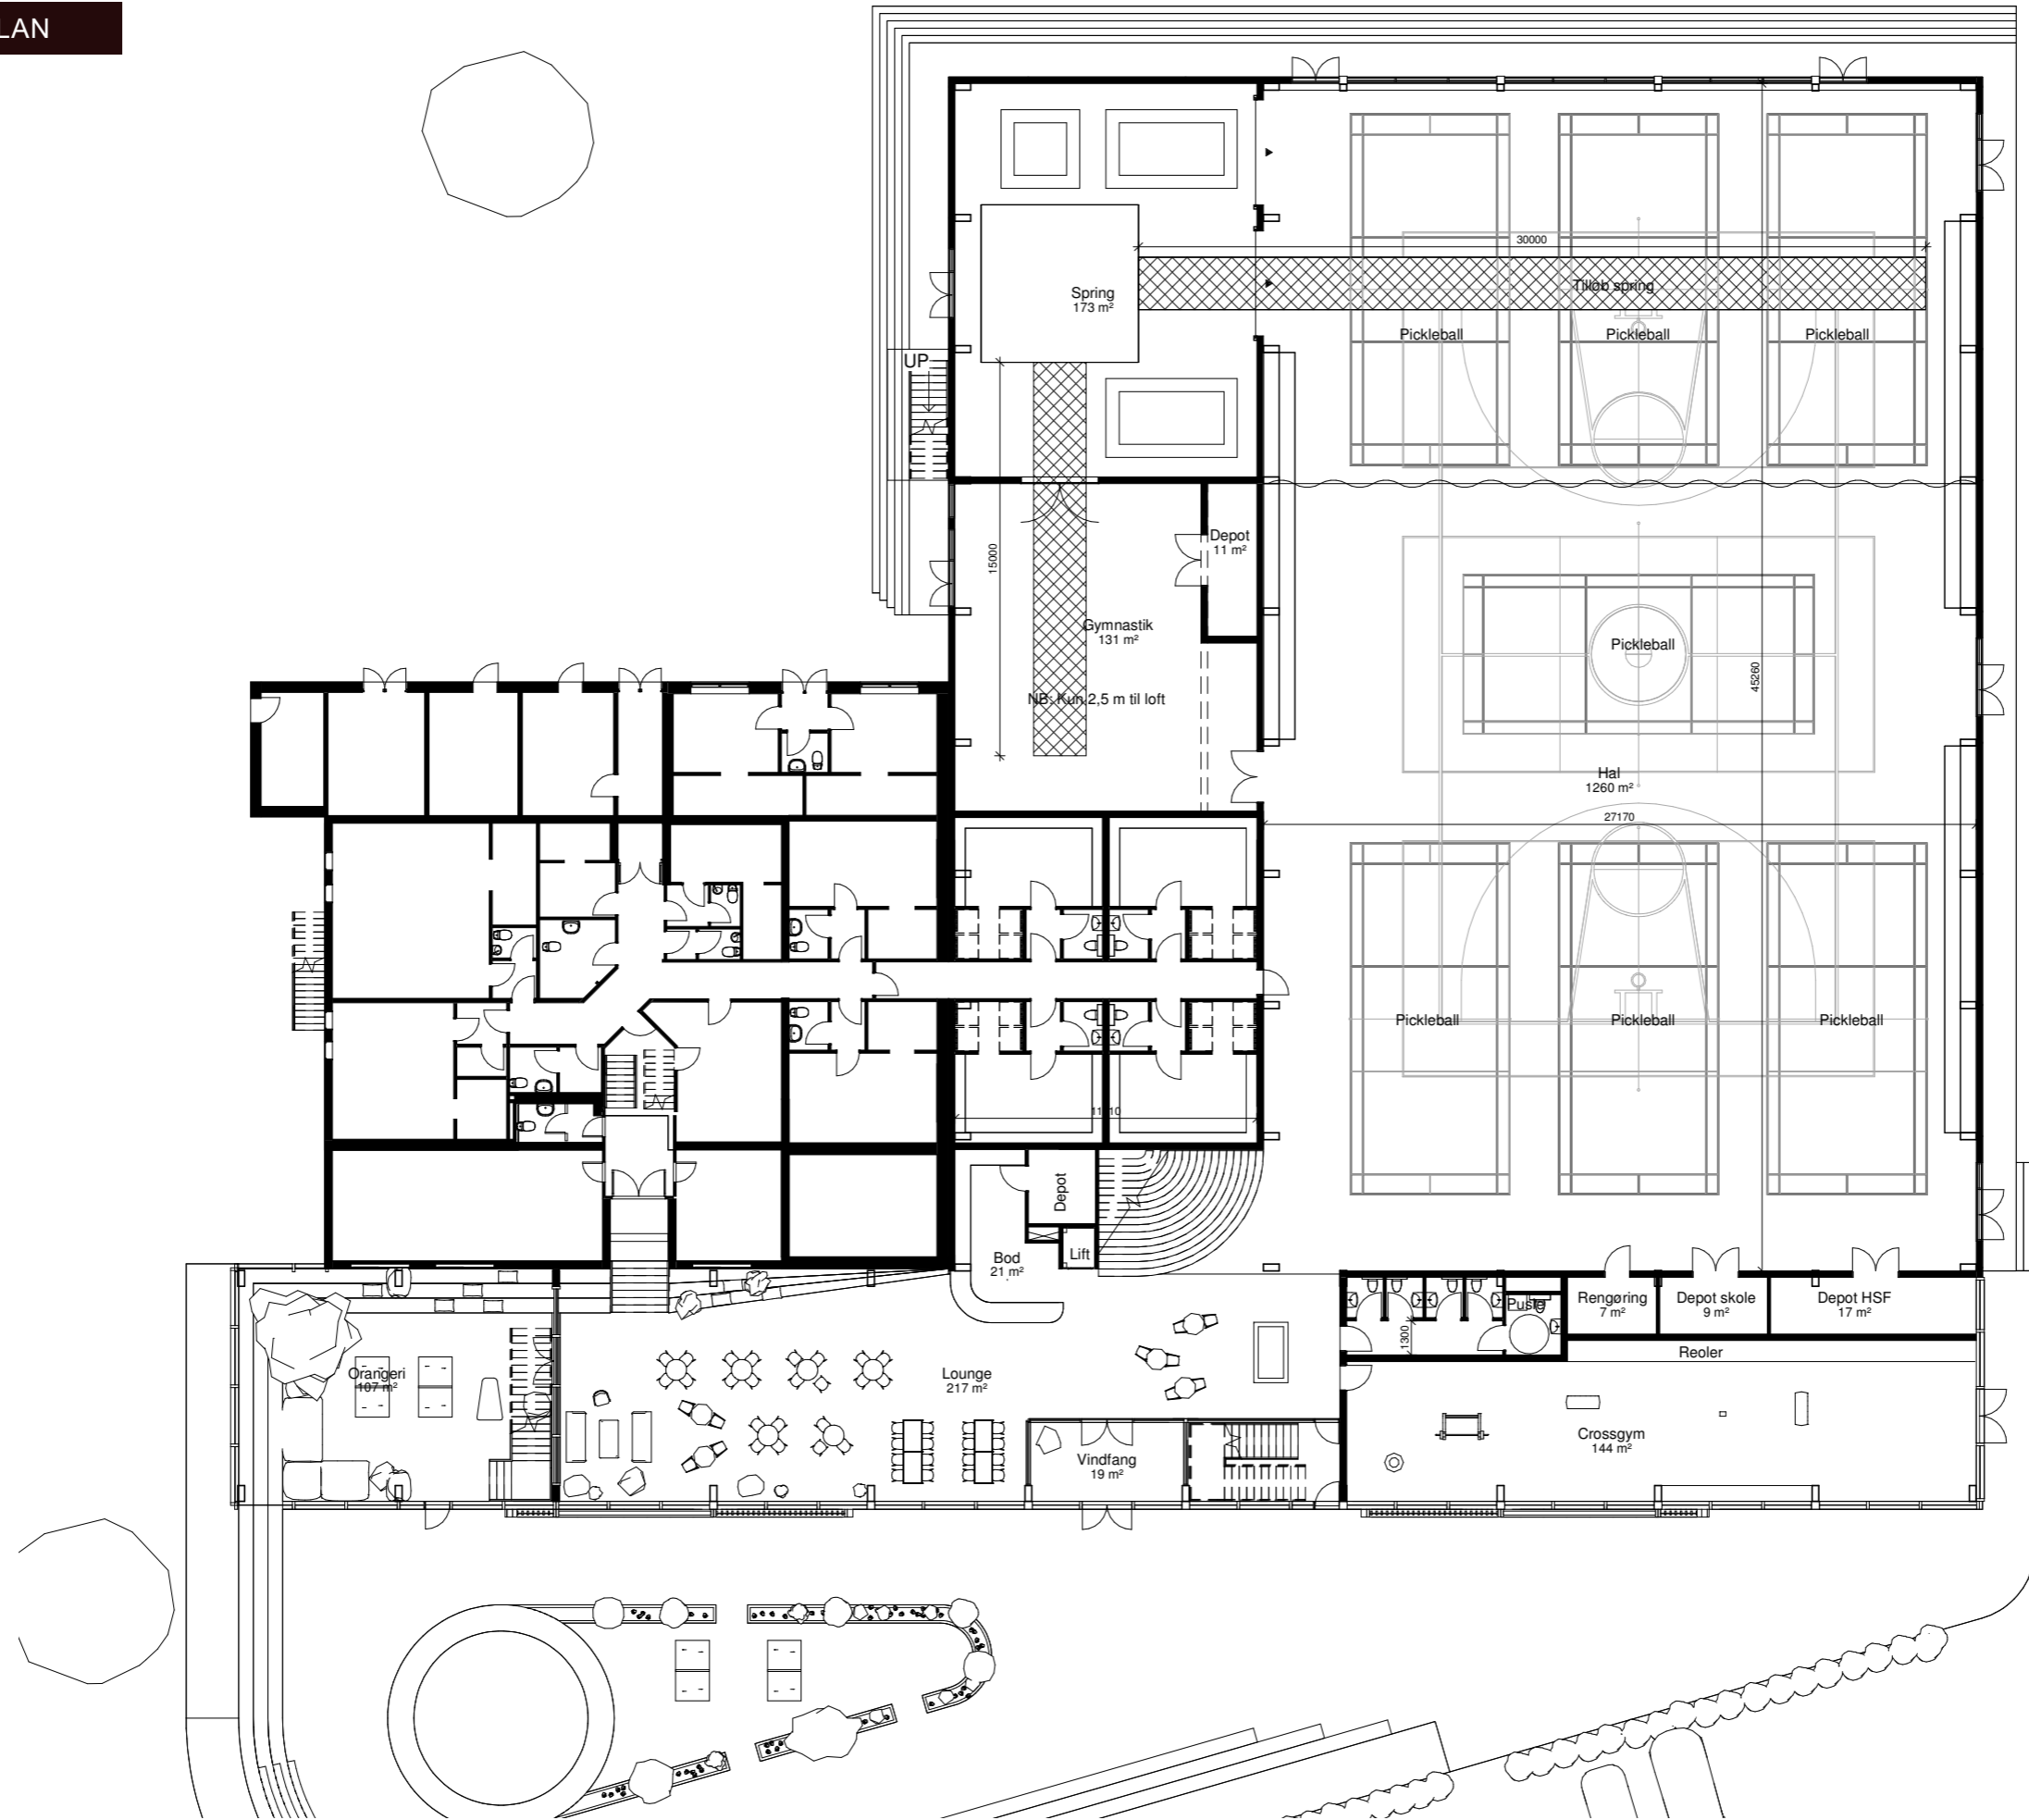 LAN
30000
Tilløb spring
Spring
173 m²
Pickleball
Pickleball
Pickleball
UP
Depot
11 m²
15000
Gymnastik
131 m²
Pickleball
45260
NB: Kun 2,5 m til loft
Hal
1260 m²
27170
Pickleball
Pickleball
Pickleball
Depot
Bod
21 m²
Lift
Pusle
Rengøring
7 m²
Depot skole
9 m²
Depot HSF
17 m²
1300
Reoler
Orangeri
107 m²
Lounge
217 m²
Vindfang
19 m²
Crossgym
144 m²